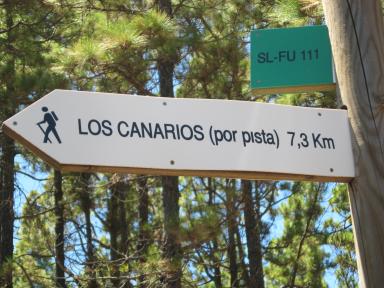 SL-FU 111
LOS CANARIOS (por pista) 7,3 Km